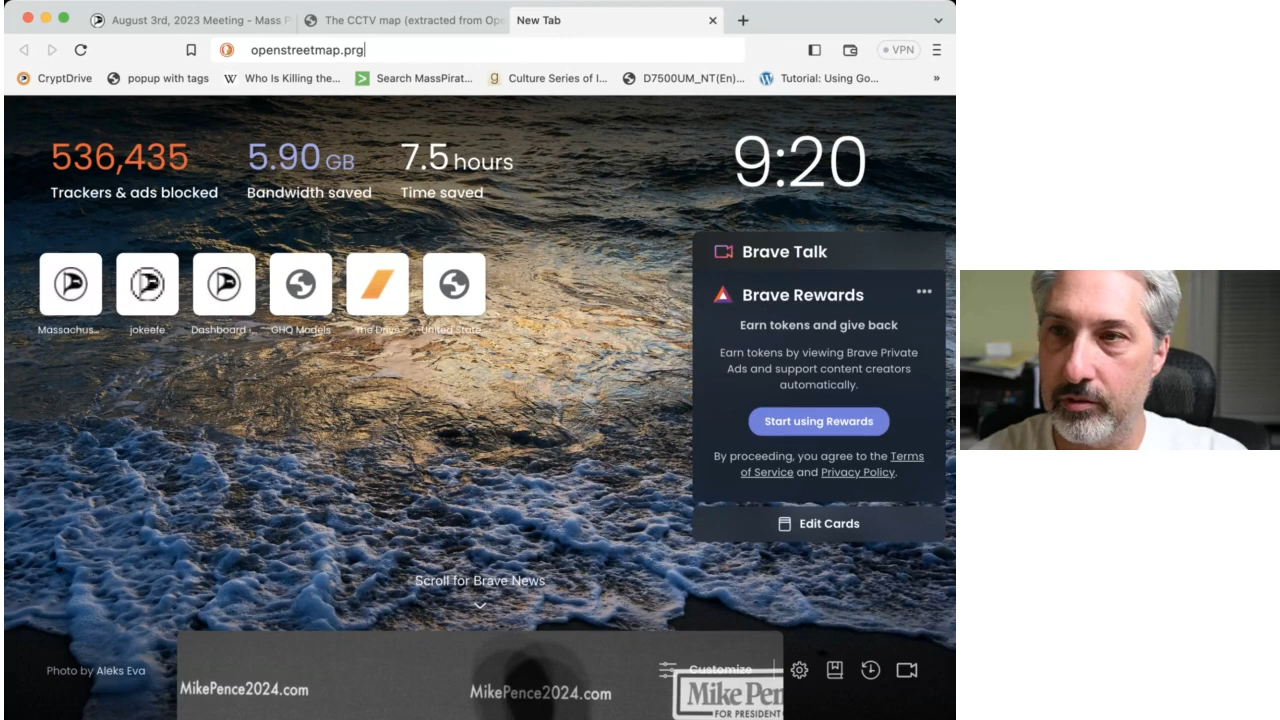 August 3rd, 2023 Meeting - Mass P
The CCTV map (extracted from Ope
New Tab
openstreetmap.prg
VPN
CryptDrive
popup with tags
Who Is Killing the...
Search MassPirat...
Culture Series of I...
D7500UM_NT(En)...
Tutorial: Using Go...
»
536,435
Trackers & ads blocked
5.90 GB
Bandwidth saved
7.5 hours
Time saved
9:20
Massachus...
jokeefe
Dashboard -...
GHQ Models
The Drive
United State...
Brave Talk
Brave Rewards
Earn tokens and give back
Earn tokens by viewing Brave Private
Ads and support content creators
automatically.
Start using Rewards
By proceeding, you agree to the Terms
of Service and Privacy Policy.
Edit Cards
Scroll for Brave News
Photo by Aleks Eva
Customize
MikePence2024.com
MikePence2024.com
Mike Pen
FOR PRESIDENT